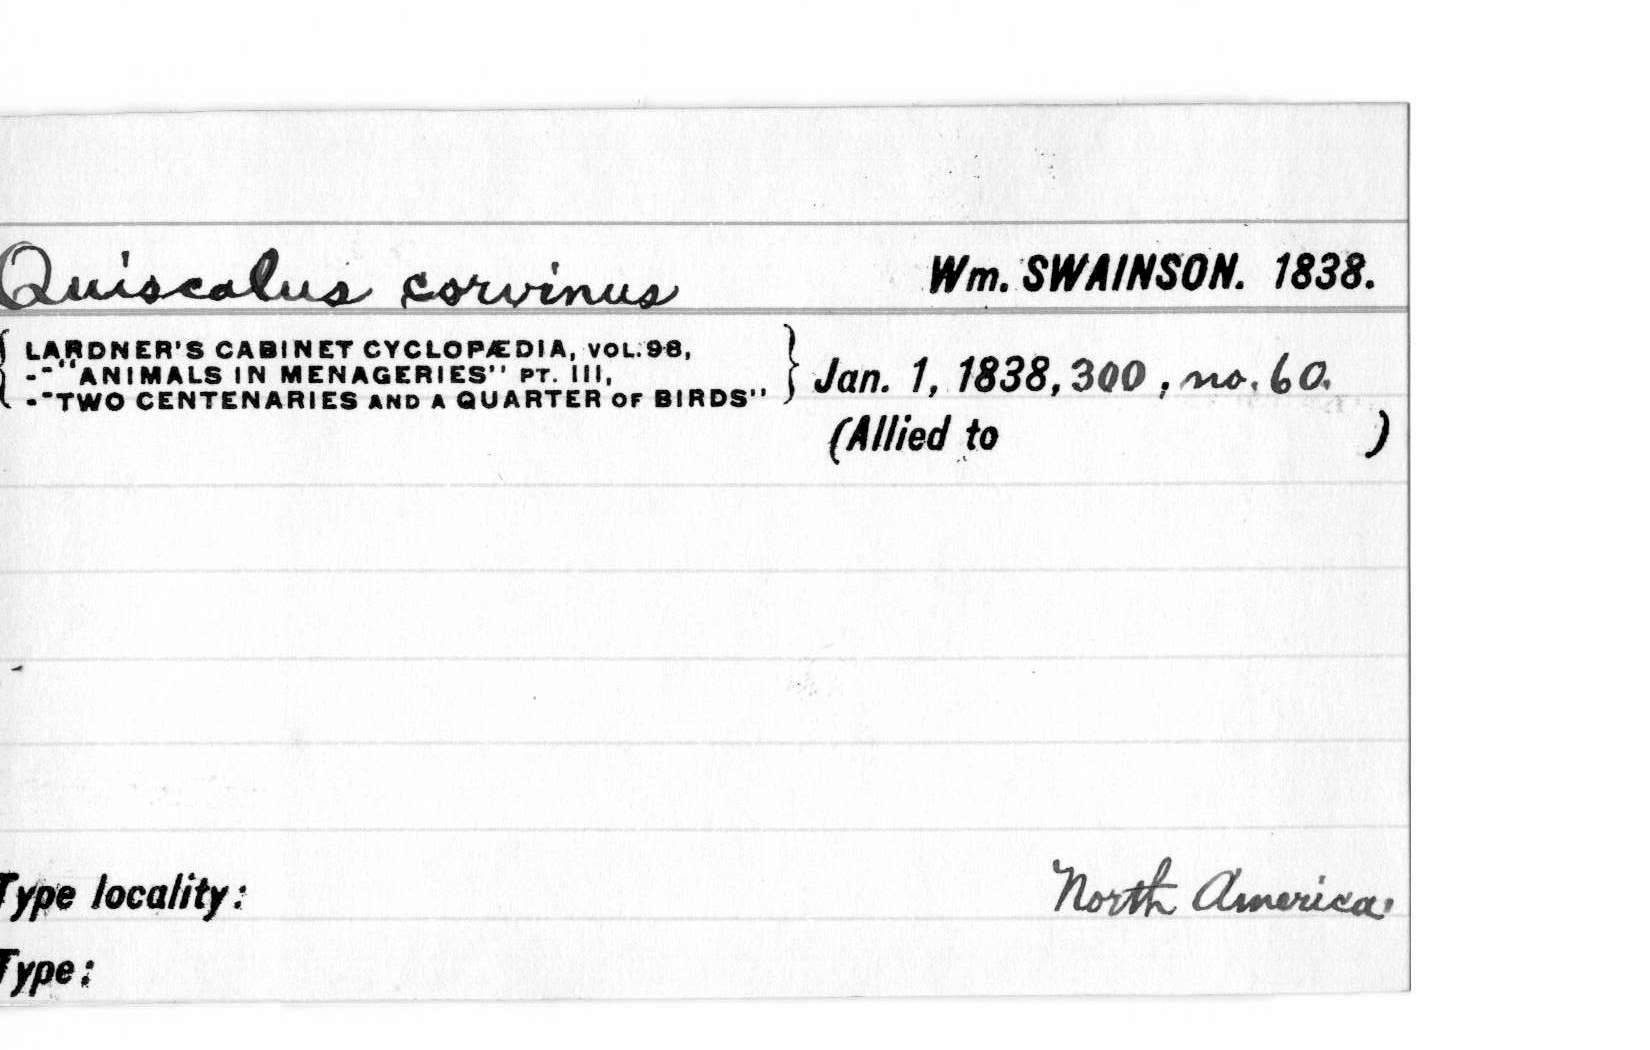 Quiscalus corvinus Wm. SWAINSON. 1838.
{ LARDNER'S CABINET CYCLOPÆDIA, VOL. 98,
-- "ANIMALS IN MENAGERIES" PT. III,
-- "TWO CENTENARIES AND A QUARTER OF BIRDS" } Jan. 1, 1838, 300, no. 60.
(Allied to )
Type locality: North America.
Type: